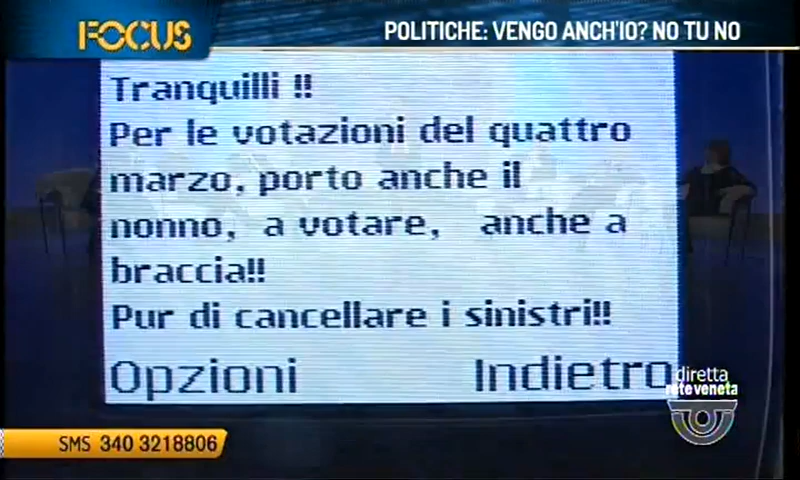 FOCUS
POLITICHE: VENGO ANCH'IO? NO TU NO
Tranquilli !!
Per le votazioni del quattro
marzo, porto anche il
nonno, a votare, anche a
braccia!!
Pur di cancellare i sinistri!!
Opzioni Indietro
diretta
reteveneta
SMS 340 3218806